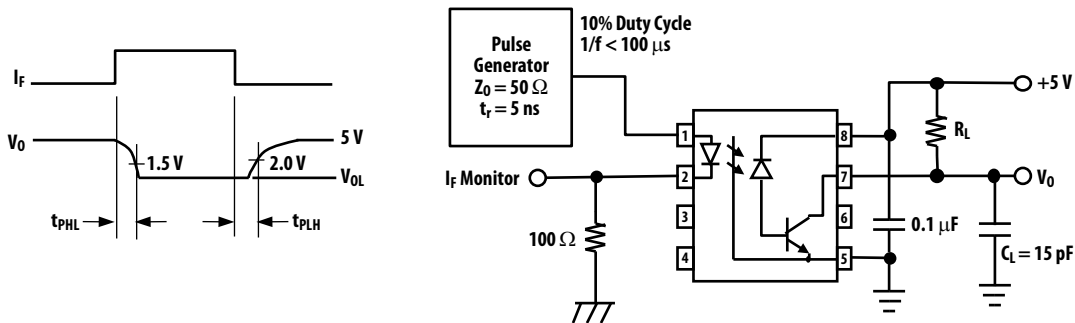 I_F
V_O
1.5 V
2.0 V
5 V
V_OL
t_PHL
t_PLH
Pulse
Generator
Z_O = 50 Ω
t_r = 5 ns
10% Duty Cycle
1/f < 100 μs
I_F Monitor
100 Ω
1
2
3
4
8
7
6
5
+5 V
R_L
V_O
0.1 μF
C_L = 15 pF